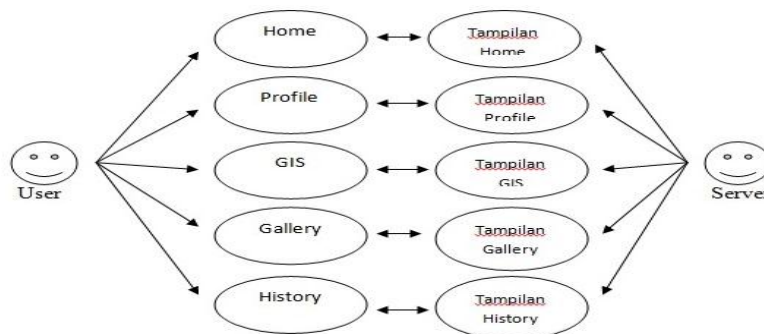 Home
Tampilan
Home
Profile
Tampilan
Profile
GIS
Tampilan
GIS
User
Server
Gallery
Tampilan
Gallery
History
Tampilan
History